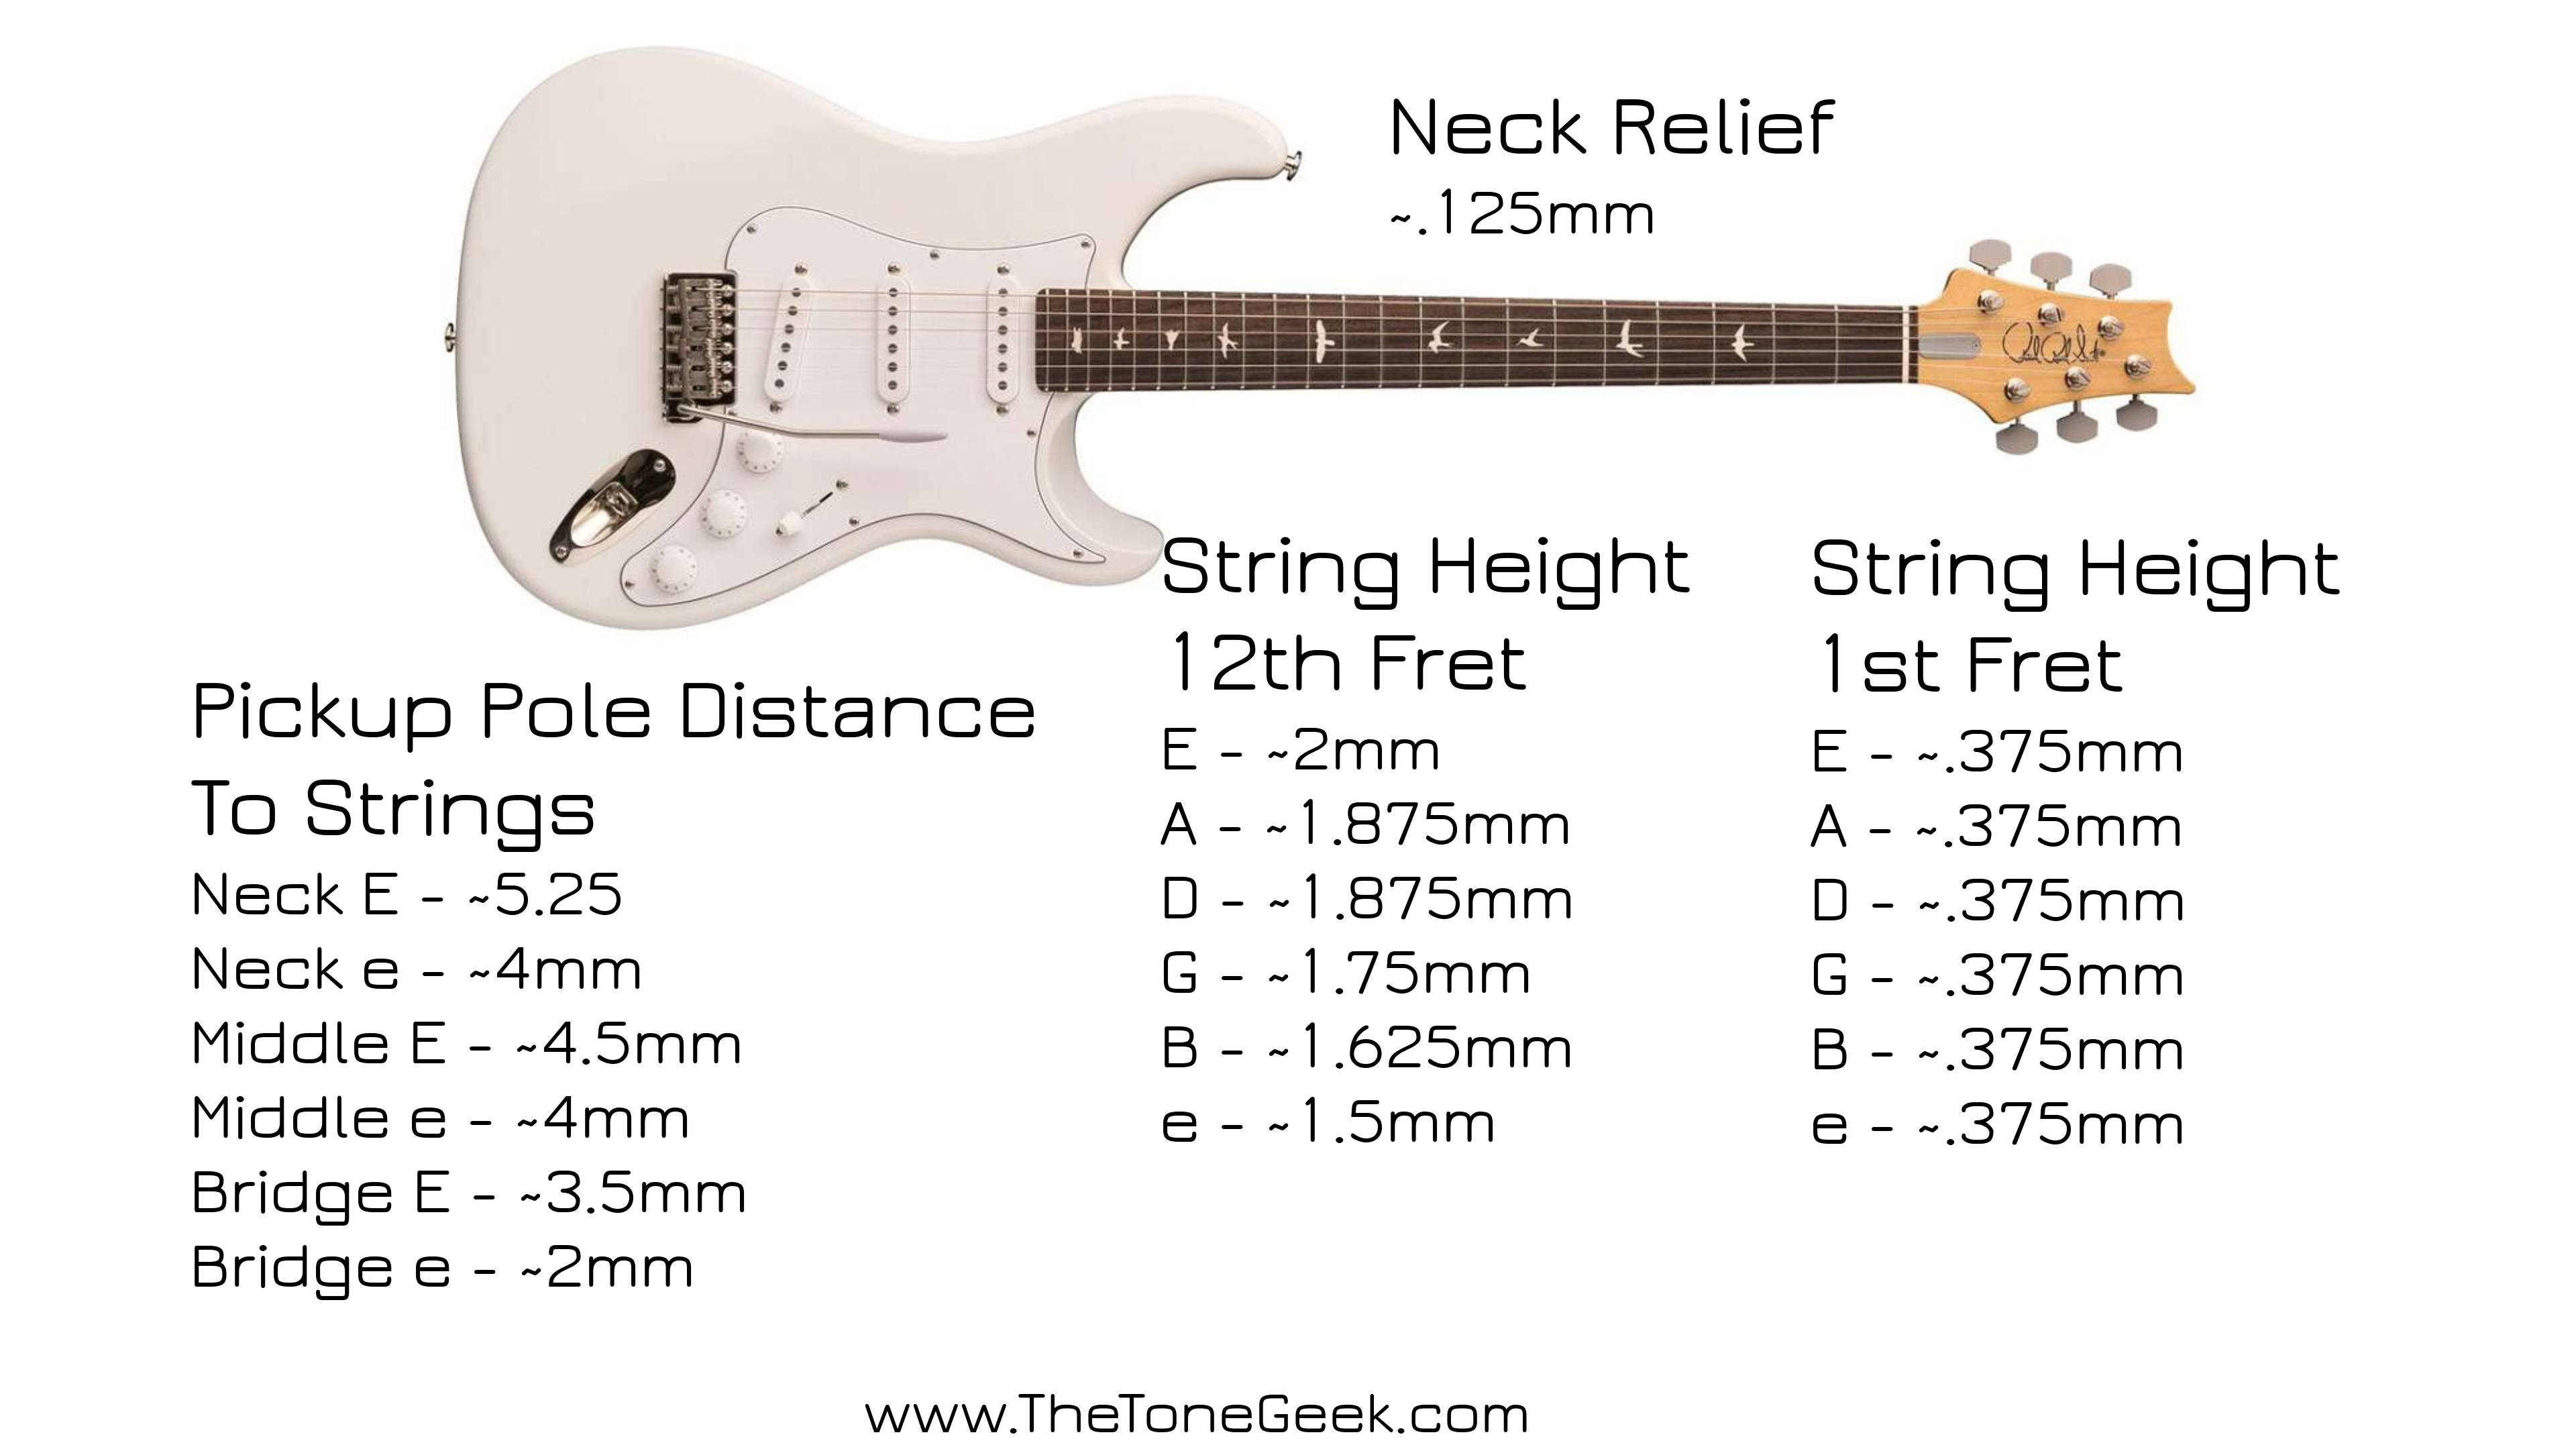 Neck Relief
~.125mm
String Height
12th Fret
E - ~2mm
A - ~1.875mm
D - ~1.875mm
G - ~1.75mm
B - ~1.625mm
e - ~1.5mm
String Height
1st Fret
E - ~.375mm
A - ~.375mm
D - ~.375mm
G - ~.375mm
B - ~.375mm
e - ~.375mm
Pickup Pole Distance
To Strings
Neck E - ~5.25
Neck e - ~4mm
Middle E - ~4.5mm
Middle e - ~4mm
Bridge E - ~3.5mm
Bridge e - ~2mm
www.TheToneGeek.com